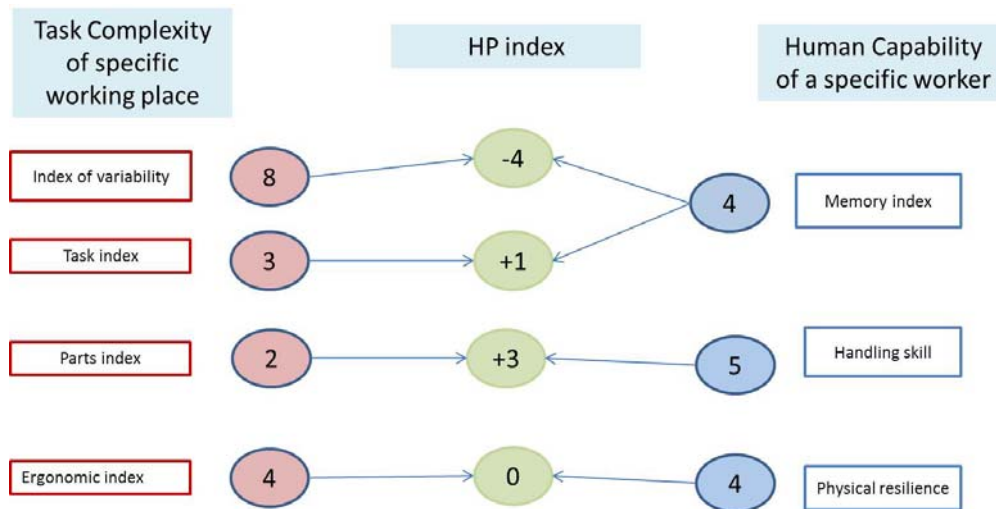 Task Complexity
of specific
working place
HP index
Human Capability
of a specific worker
Index of variability
8
-4
4
Memory index
Task index
3
+1
Parts index
2
+3
5
Handling skill
Ergonomic index
4
0
4
Physical resilience